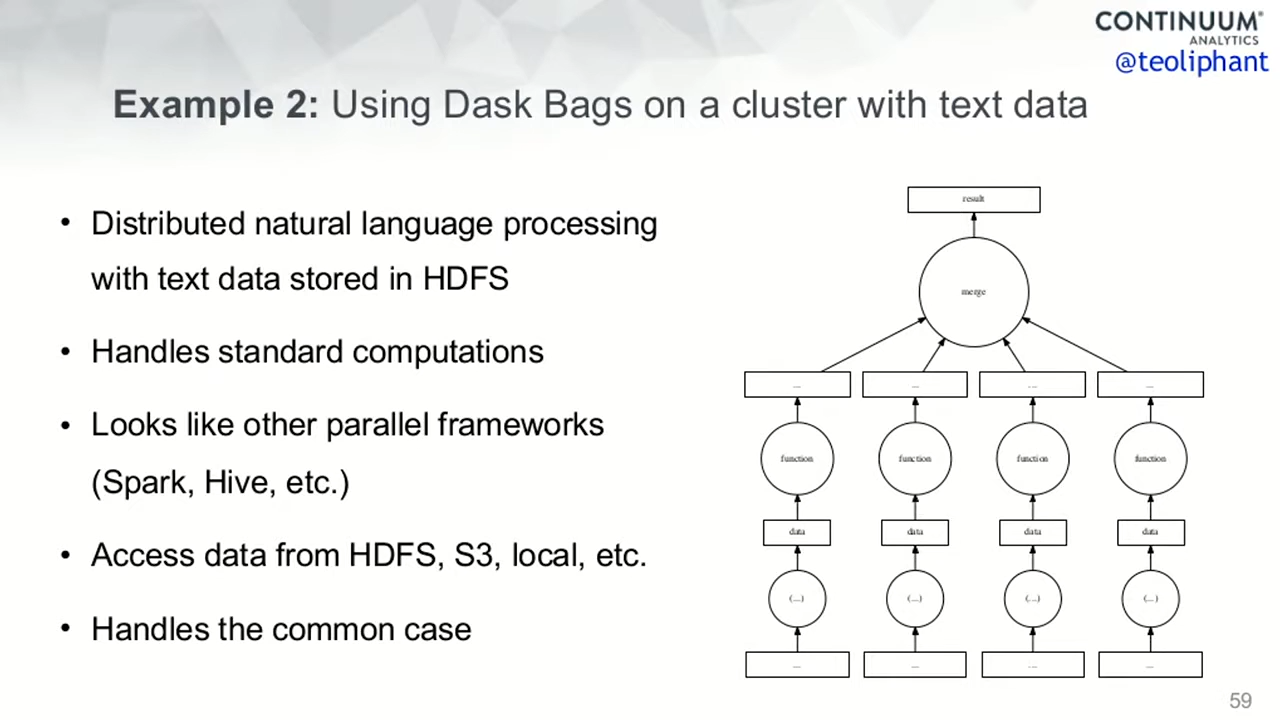 CONTINUUM®
ANALYTICS
@teoliphant
Example 2: Using Dask Bags on a cluster with text data
• Distributed natural language processing
with text data stored in HDFS
• Handles standard computations
• Looks like other parallel frameworks
(Spark, Hive, etc.)
• Access data from HDFS, S3, local, etc.
• Handles the common case
result
merge
... ... ... ...
function function function function
data data data data
(...) (...) (...) (...)
... ... ... ...
59